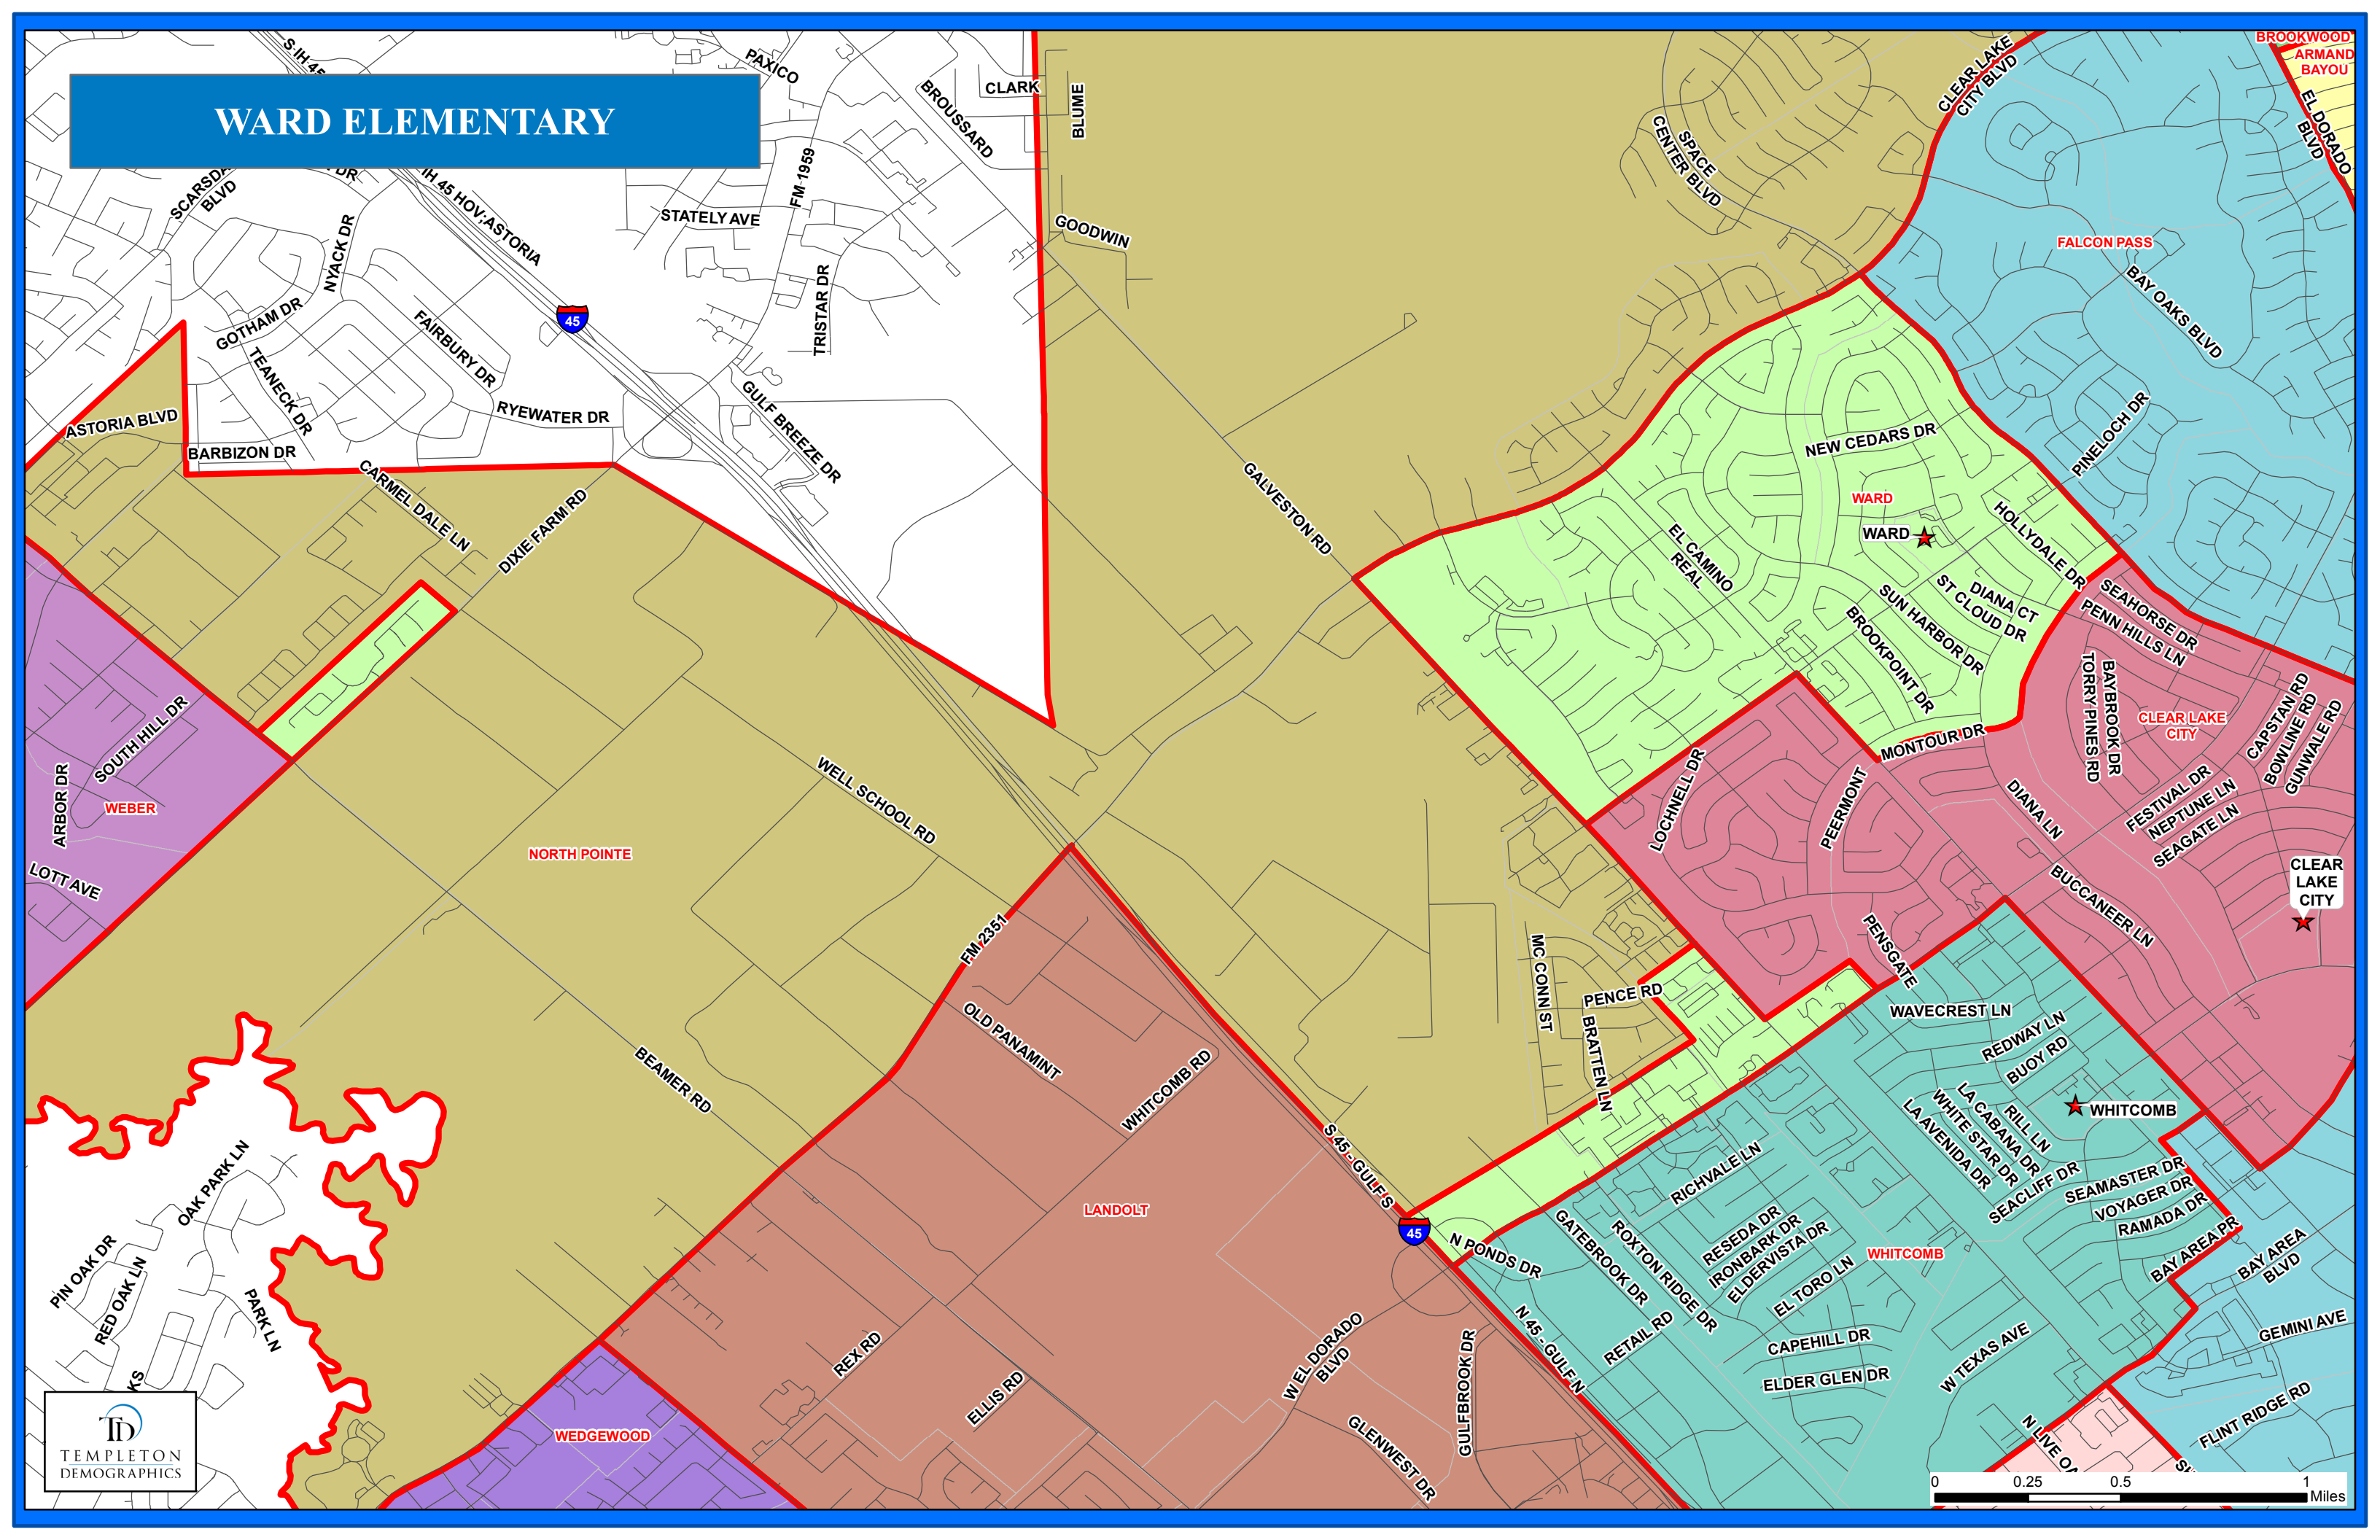 WARD ELEMENTARY
S IH 45
PAXICO
CLARK
BLUME
BROUSSARD
CLEAR LAKE
CITY BLVD
BROOKWOOD
ARMAND
BAYOU
EL DORADO
BLVD
SPACE
CENTER BLVD
FM 1959
BLVD
DR
IH 45 HOV;ASTORIA
STATELY AVE
NYACK DR
GOODWIN
FALCON PASS
BAY OAKS BLVD
TRISTAR DR
GOTHAM DR
45
FAIRBURY DR
TEANECK DR
GULF BREEZE DR
RYEWATER DR
ASTORIA BLVD
BARBIZON DR
CARMEL DALE LN
DIXIE FARM RD
GALVESTON RD
NEW CEDARS DR
PINELOCH DR
WARD
WARD
HOLLYDALE DR
EL CAMINO
REAL
DIANA CT
ST CLOUD DR
SUN HARBOR DR
BROOKPOINT DR
SEAHORSE DR
PENN HILLS LN
TORRY PINES RD
BAYBROOK DR
CLEAR LAKE
CITY
CAPSTAN RD
BOWLINE RD
GUNWALE RD
MONTOUR DR
SOUTH HILL DR
ARBOR DR
WEBER
LOTT AVE
NORTH POINTE
WELL SCHOOL RD
LOCHNELL DR
PEERMONT
DIANA LN
FESTIVAL DR
NEPTUNE LN
SEAGATE LN
CLEAR
LAKE
CITY
BUCCANEER LN
PENSGATE
FM 2351
MC CONN ST
PENCE RD
BRATTEN LN
OLD PANAMINT
WHITCOMB RD
BEAMER RD
WAVECREST LN
REDWAY LN
BUOY RD
WHITCOMB
RILL LN
LA CABANA DR
WHITE STAR DR
LA AVENIDA DR
SEACLIFF DR
SEAMASTER DR
VOYAGER DR
RAMADA DR
BAY AREA PR
BAY AREA
BLVD
S 45 - GULF S
45
LANDOLT
OAK PARK LN
PIN OAK DR
RED OAK LN
PARK LN
N PONDS DR
RICHVALE LN
GATEBROOK DR
ROXTON RIDGE DR
RESEDA DR
IRONBARK DR
ELDERVISTA DR
EL TORO LN
WHITCOMB
N 45 - GULF N
RETAIL RD
CAPEHILL DR
ELDER GLEN DR
W TEXAS AVE
GEMINI AVE
FLINT RIDGE RD
REX RD
ELLIS RD
W EL DORADO
BLVD
GULFBROOK DR
GLENWEST DR
WEDGEWOOD
KS
TD
TEMPLETON
DEMOGRAPHICS
0 0.25 0.5 1
Miles